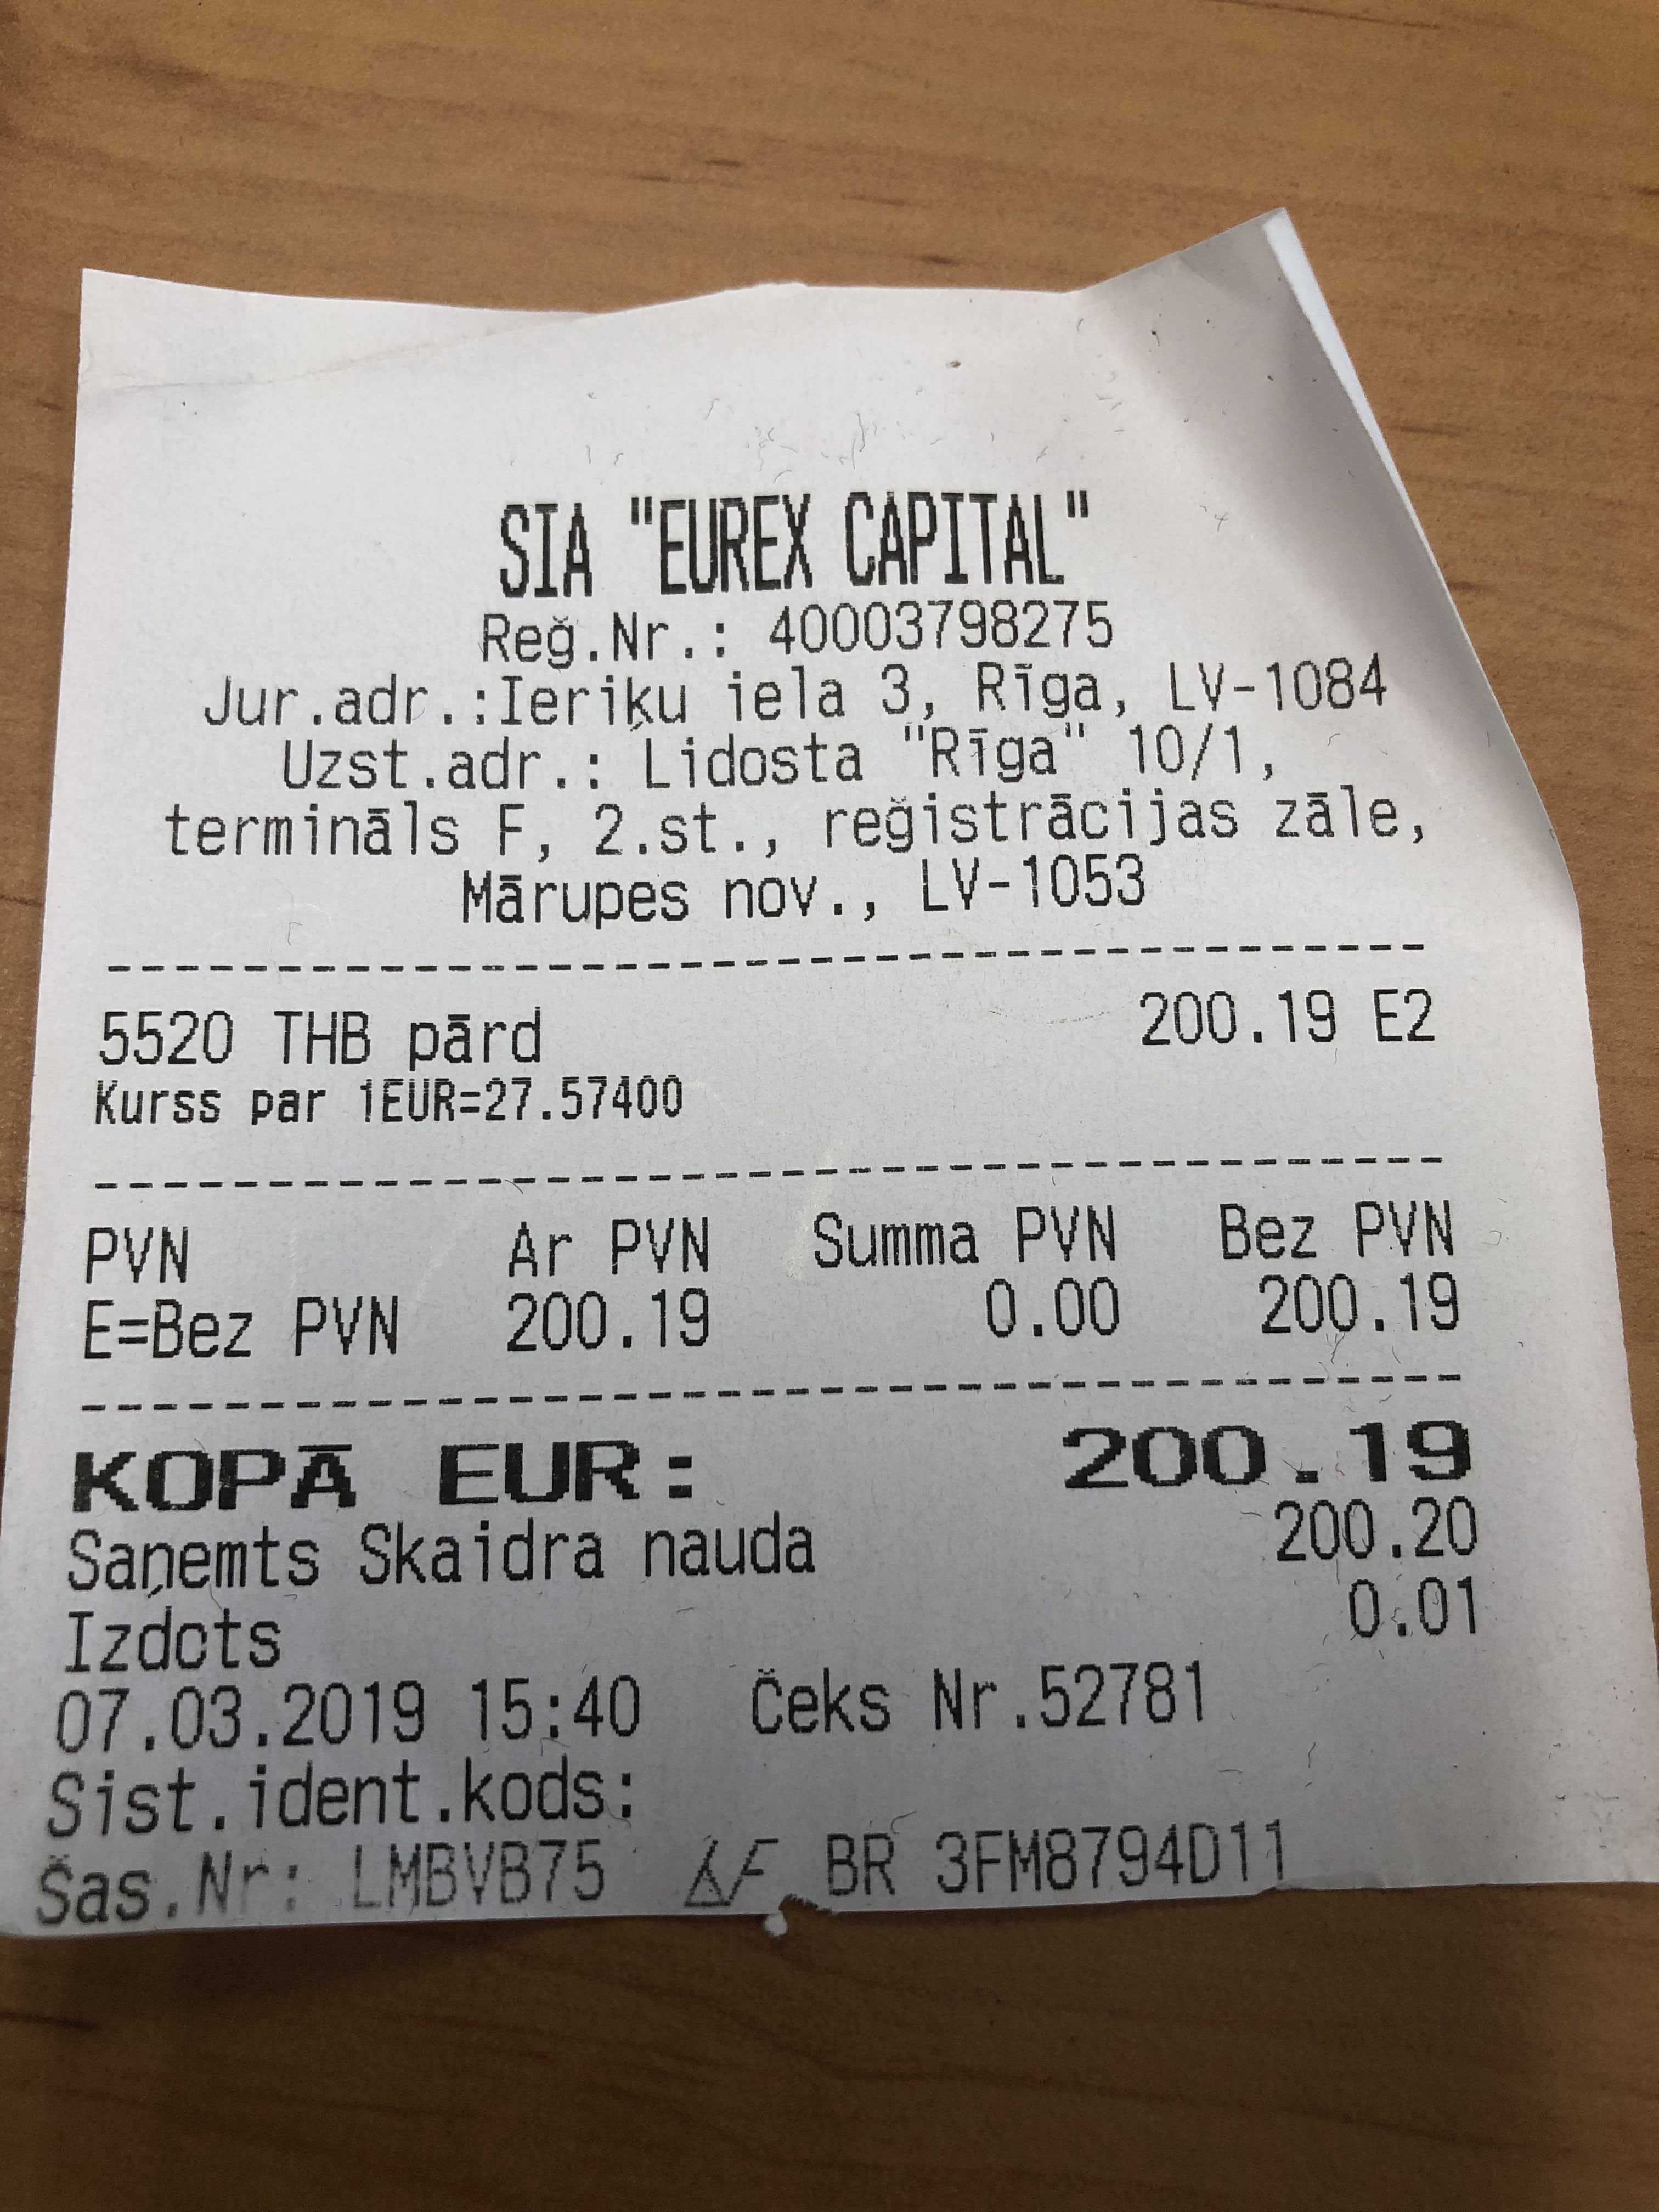 SIA "EUREX CAPITAL"
Reģ.Nr.: 40003798275
Jur.adr.:Ieriķu iela 3, Rīga, LV-1084
Uzst.adr.: Lidosta "Rīga" 10/1,
termināls F, 2.st., reģistrācijas zāle,
Mārupes nov., LV-1053
5520 THB pārd 200.19 E2
Kurss par 1EUR=27.57400
PVN Ar PVN Summa PVN Bez PVN
E=Bez PVN 200.19 0.00 200.19
KOPĀ EUR: 200.19
Saņemts Skaidra nauda 200.20
Izdots 0.01
07.03.2019 15:40 Čeks Nr.52781
Sist.ident.kods:
Šas.Nr: LMBVB75 BR 3FM8794D11